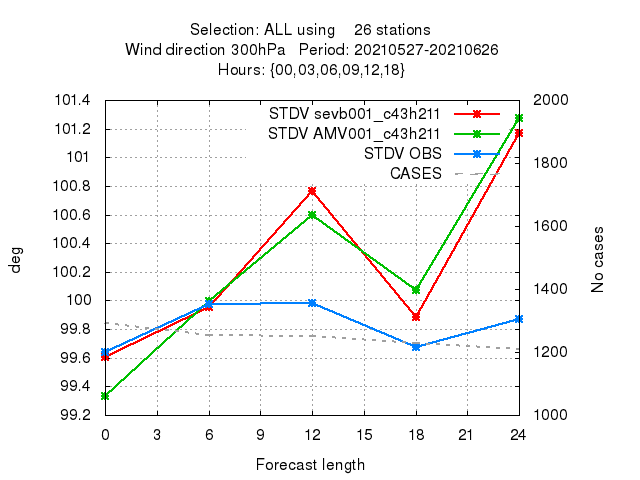 Selection: ALL using    26 stations
Wind direction 300hPa   Period: 20210527-20210626
Hours: {00,03,06,09,12,18}
STDV sevb001_c43h211
STDV AMV001_c43h211
STDV OBS
CASES
101.4
101.2
101
100.8
100.6
100.4
100.2
100
99.8
99.6
99.4
99.2
deg
2000
1800
1600
1400
1200
1000
No cases
0 3 6 9 12 15 18 21 24
Forecast length